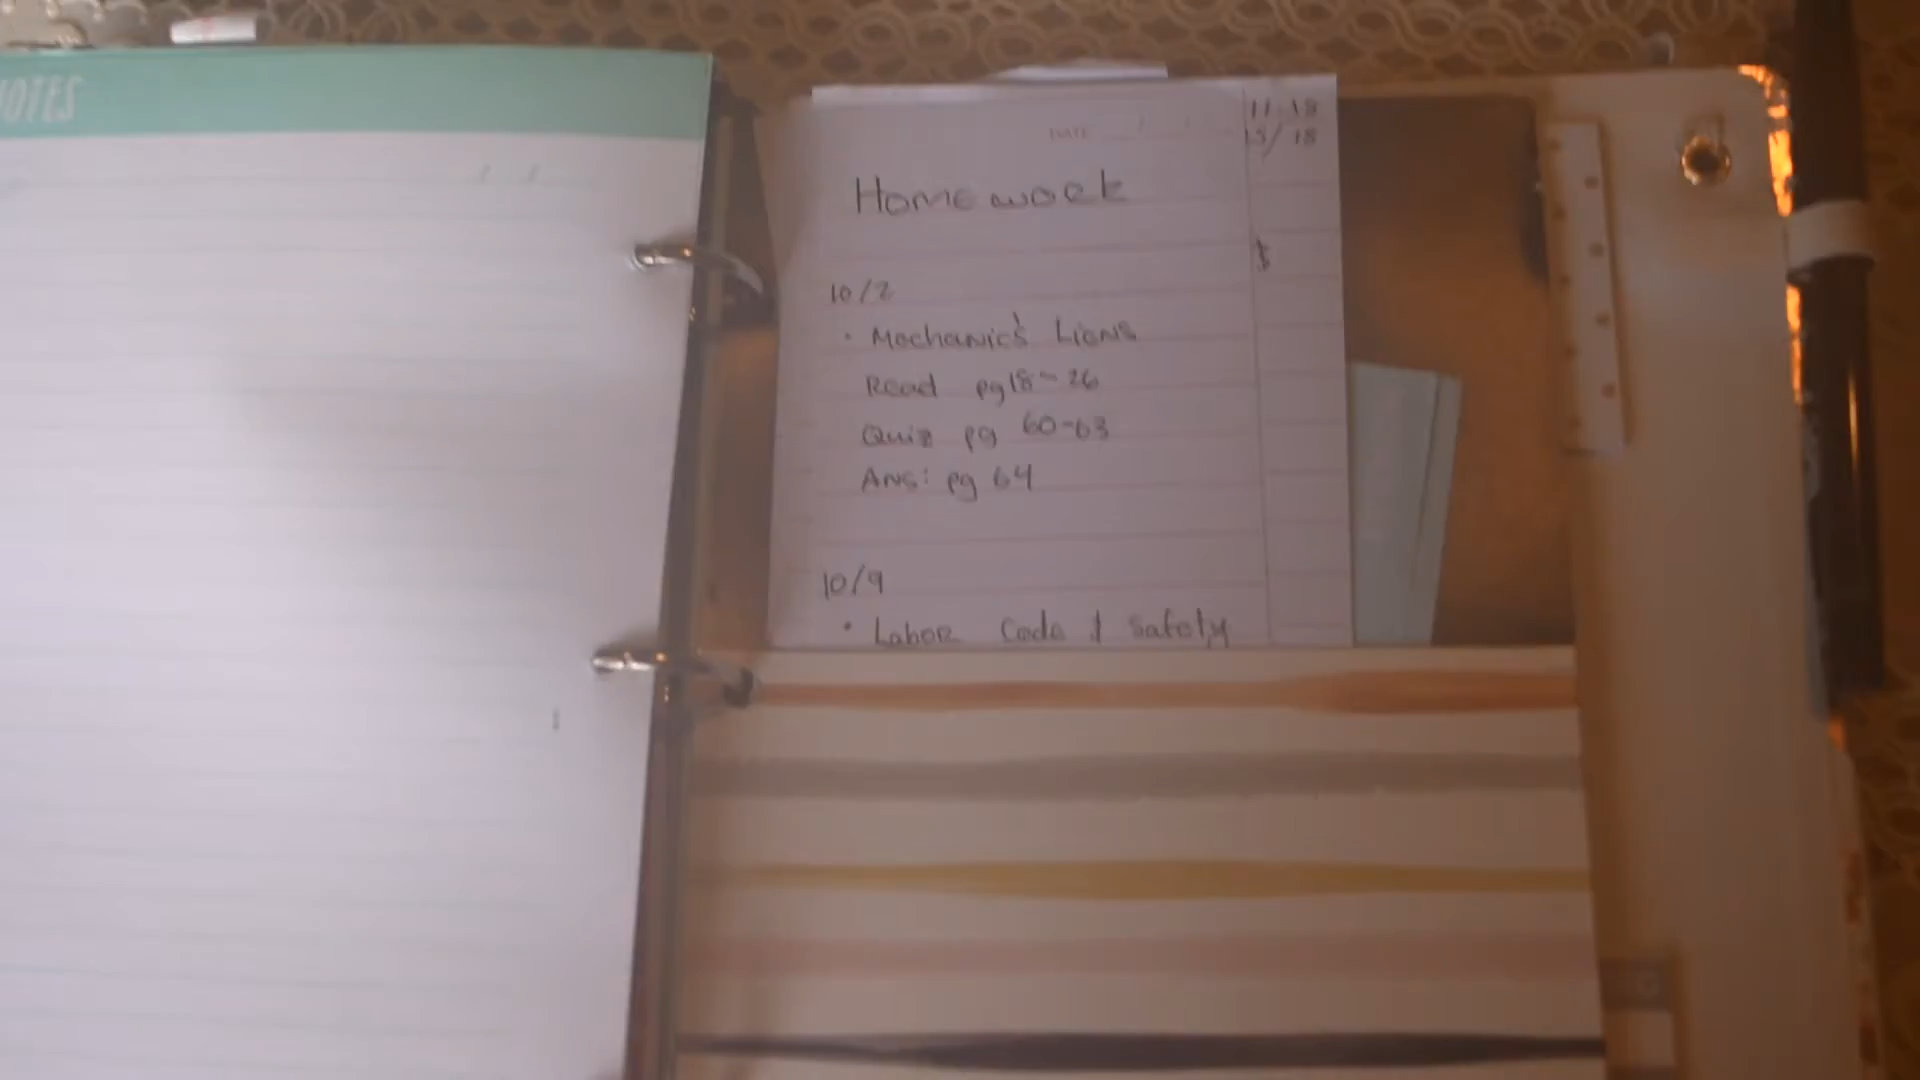 NOTES
DATE
Homework
$
10/2
· Mechanic's Liens
Read pg 18-26
Quiz pg 60-63
Ans: pg 64
10/9
· Labor Code & Safety